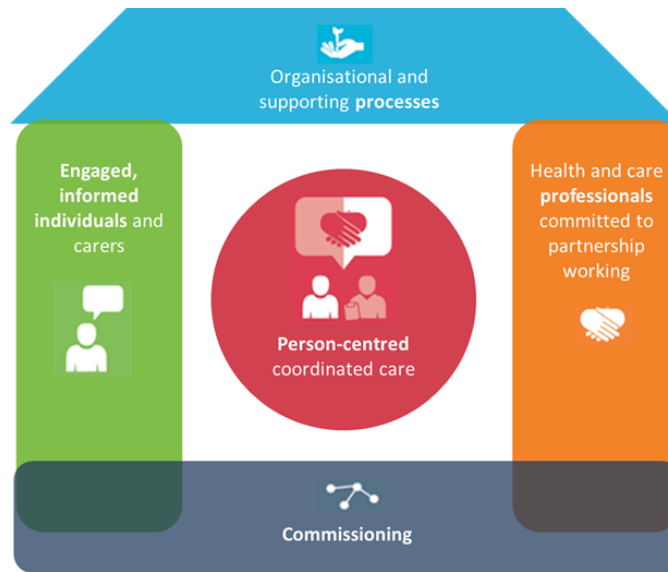 Organisational and
supporting processes
Engaged,
informed
individuals and
carers
Person-centred
coordinated care
Health and care
professionals
committed to
partnership
working
Commissioning